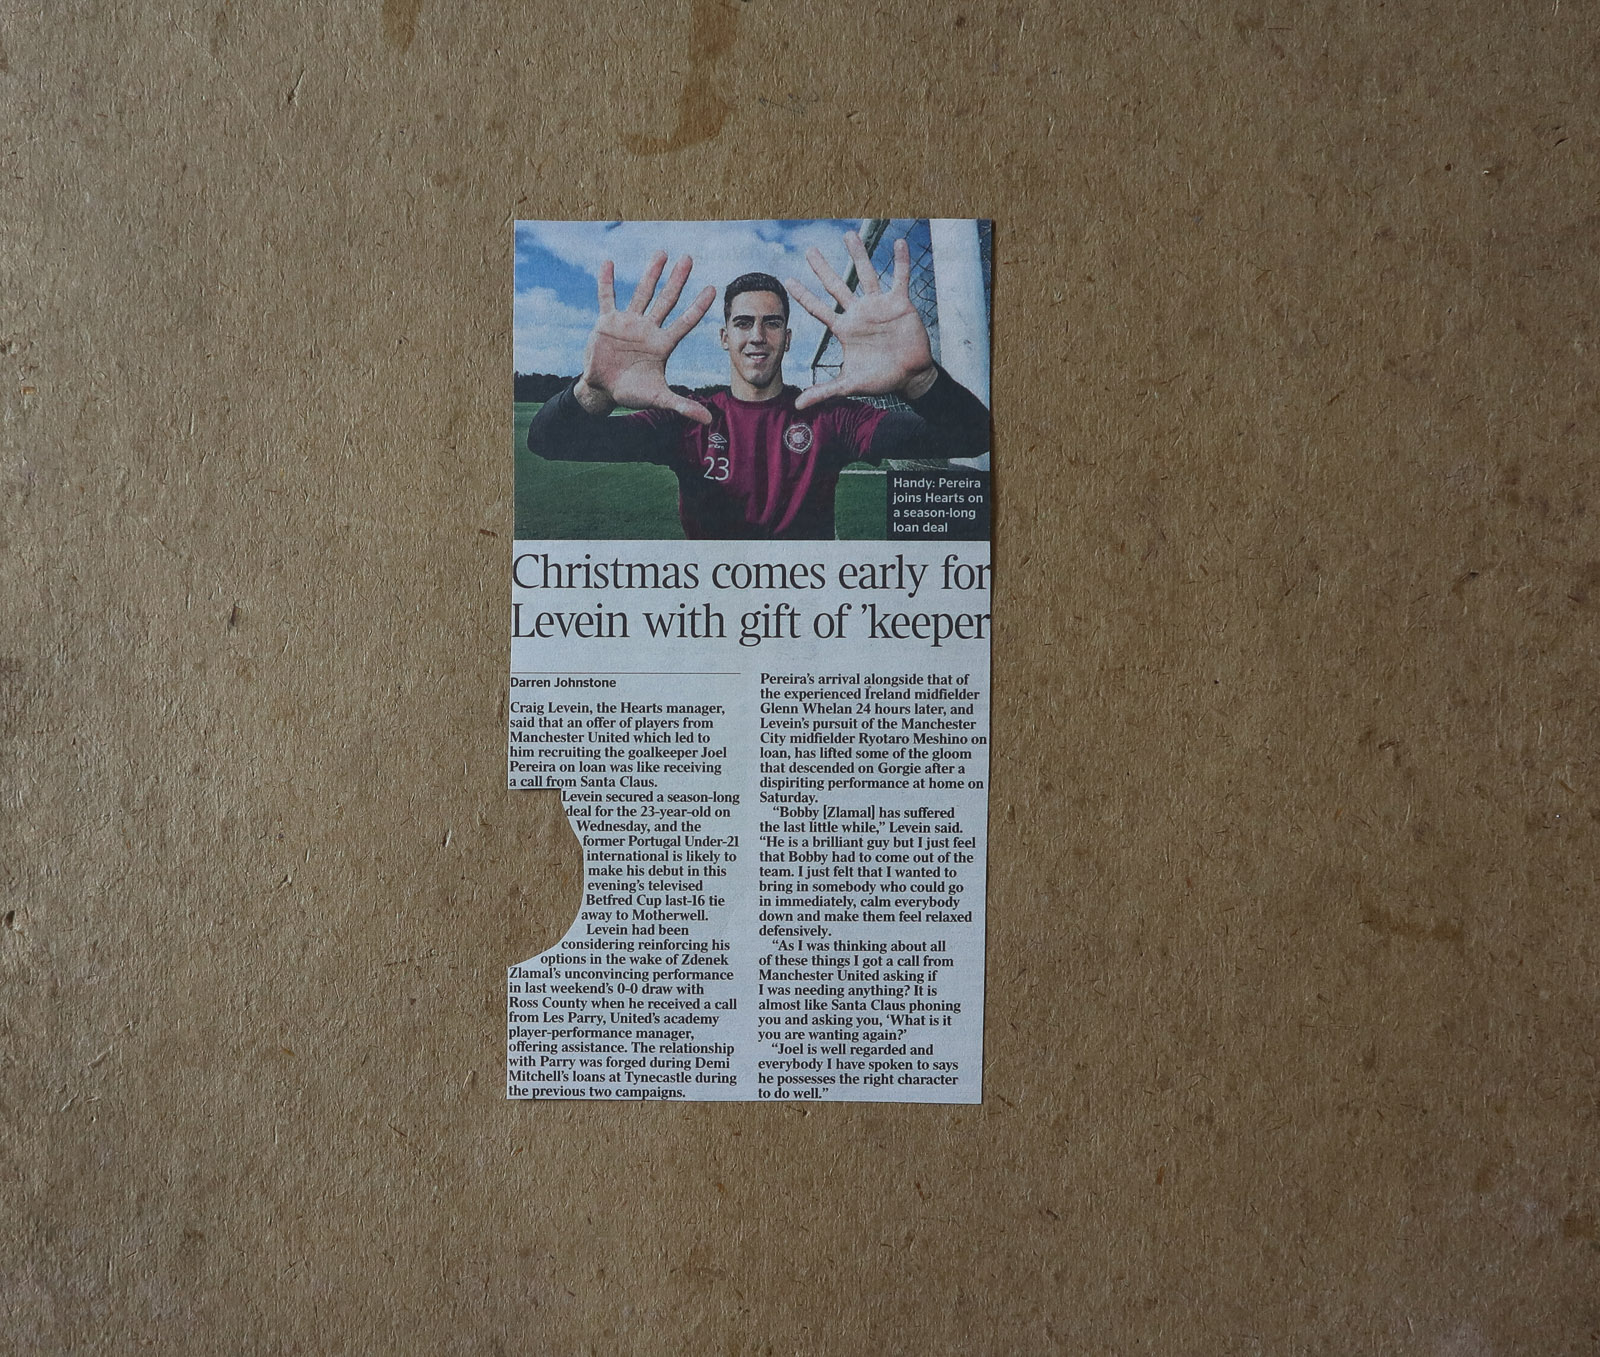 umbro
23
Handy: Pereira
joins Hearts on
a season-long
loan deal
Christmas comes early for
Levein with gift of ’keeper
Darren Johnstone
Craig Levein, the Hearts manager,
said that an offer of players from
Manchester United which led to
him recruiting the goalkeeper Joel
Pereira on loan was like receiving
a call from Santa Claus.
Levein secured a season-long
deal for the 23-year-old on
Wednesday, and the
former Portugal Under-21
international is likely to
make his debut in this
evening’s televised
Betfred Cup last-16 tie
away to Motherwell.
Levein had been
considering reinforcing his
options in the wake of Zdenek
Zlamal’s unconvincing performance
in last weekend’s 0-0 draw with
Ross County when he received a call
from Les Parry, United’s academy
player-performance manager,
offering assistance. The relationship
with Parry was forged during Demi
Mitchell’s loans at Tynecastle during
the previous two campaigns.
Pereira’s arrival alongside that of
the experienced Ireland midfielder
Glenn Whelan 24 hours later, and
Levein’s pursuit of the Manchester
City midfielder Ryotaro Meshino on
loan, has lifted some of the gloom
that descended on Gorgie after a
dispiriting performance at home on
Saturday.
“Bobby [Zlamal] has suffered
the last little while,” Levein said.
“He is a brilliant guy but I just feel
that Bobby had to come out of the
team. I just felt that I wanted to
bring in somebody who could go
in immediately, calm everybody
down and make them feel relaxed
defensively.
“As I was thinking about all
of these things I got a call from
Manchester United asking if
I was needing anything? It is
almost like Santa Claus phoning
you and asking you, ‘What is it
you are wanting again?’
“Joel is well regarded and
everybody I have spoken to says
he possesses the right character
to do well.”